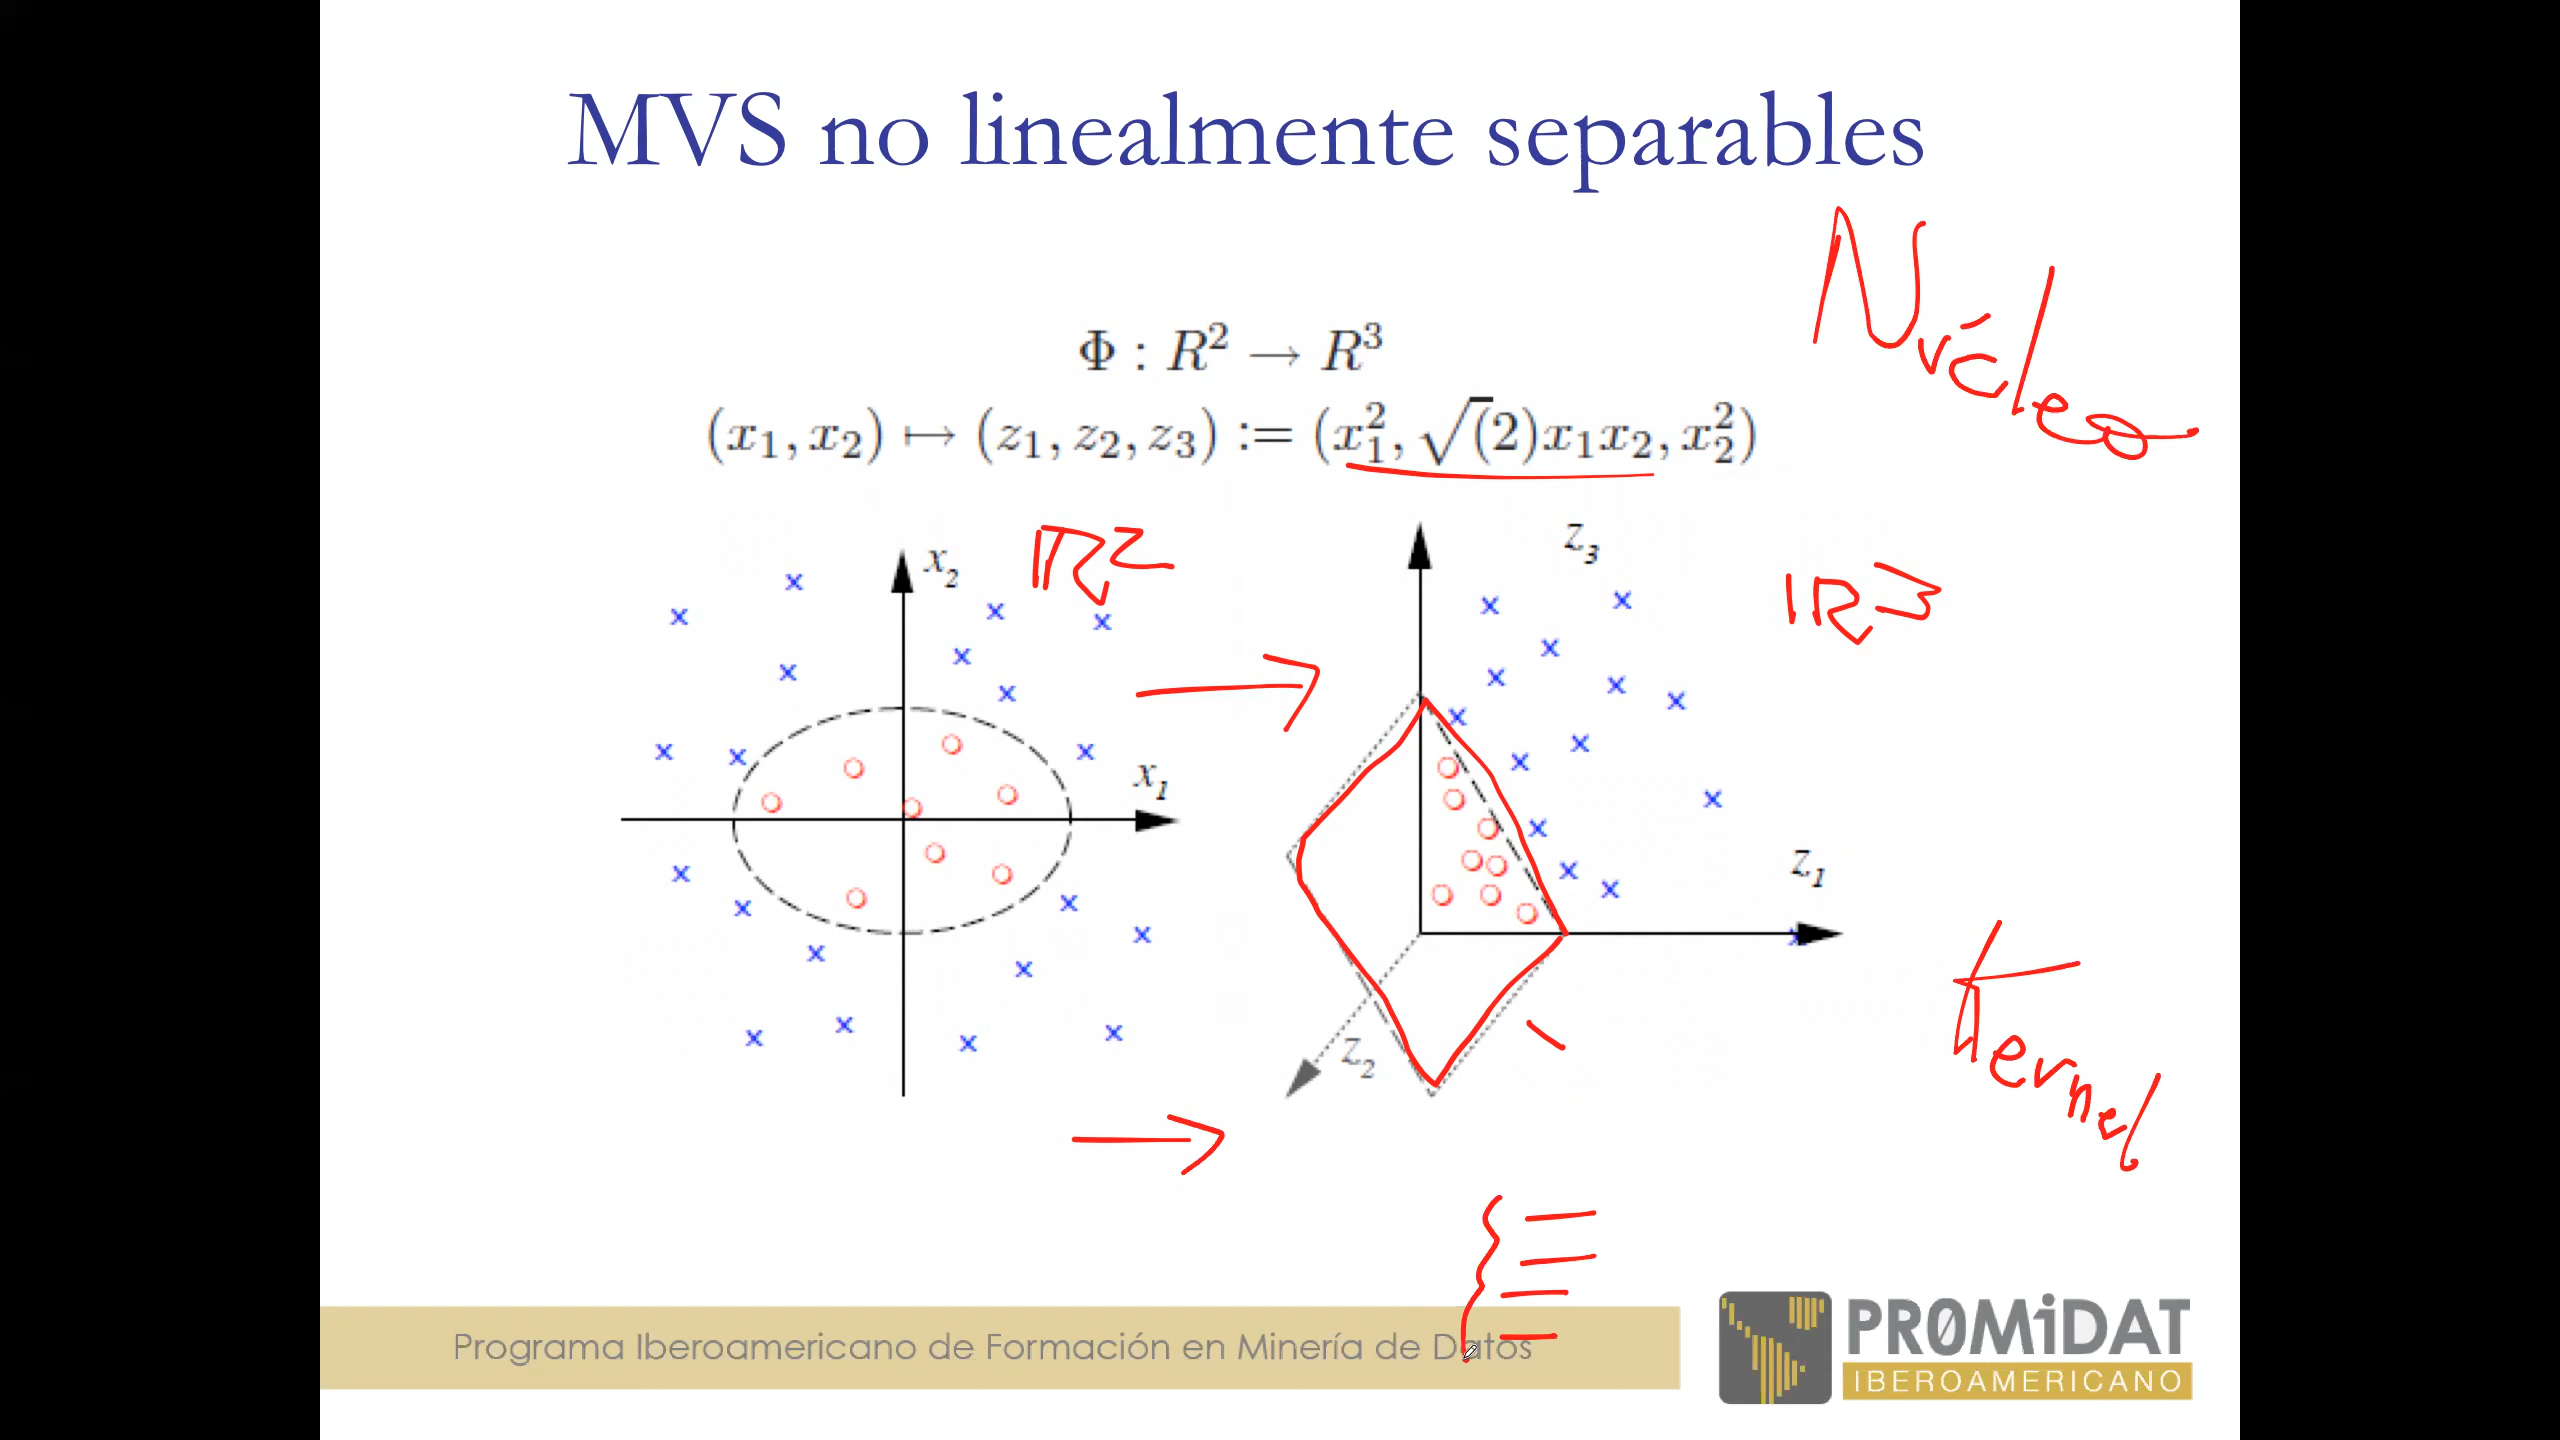 MVS no linealmente separables
Núcleo
Φ : R² → R³
(x₁, x₂) ↦ (z₁, z₂, z₃) := (x₁², √(2)x₁x₂, x₂²)
x₂
ℝ²
z₃
ℝ³
x₁
z₁
z₂
Kernel
Programa Iberoamericano de Formación en Minería de Datos
PR0MiDAT
IBEROAMERICANO